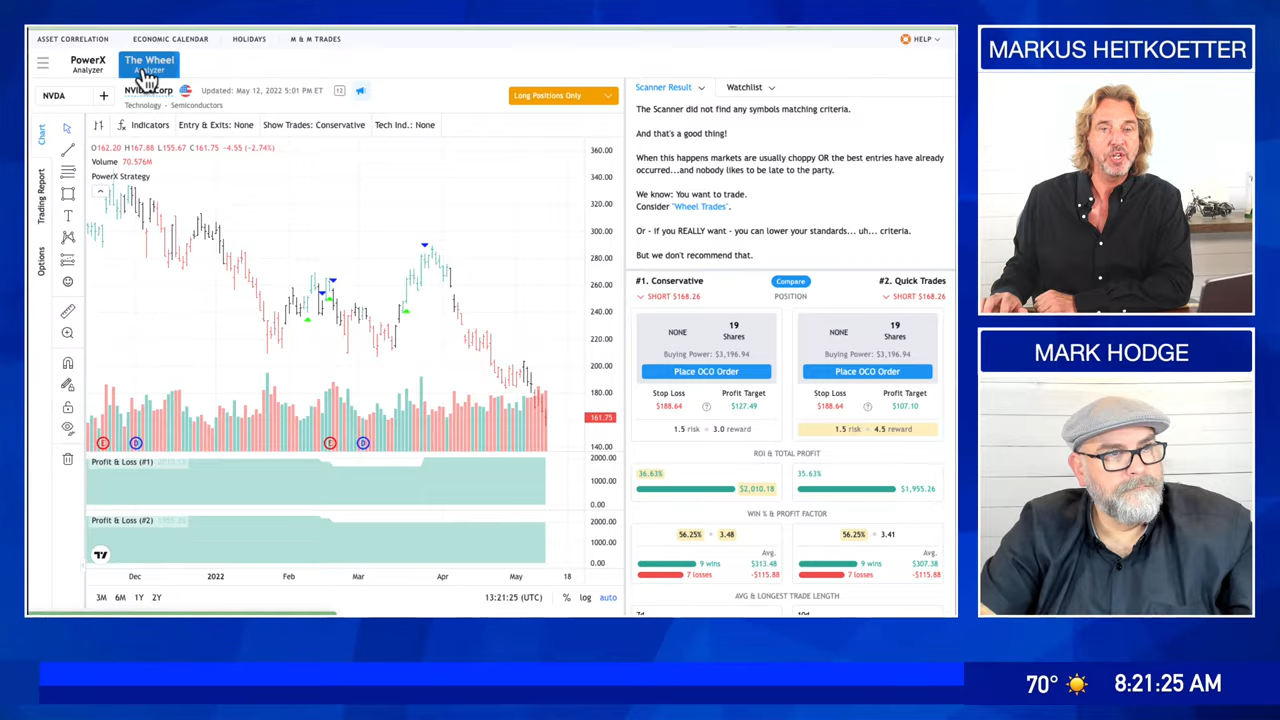 ASSET CORRELATION ECONOMIC CALENDAR HOLIDAYS M & M TRADES HELP
PowerX
Analyzer
The Wheel
Analyzer
NVDA
Corp
Updated: May 12, 2022 5:01 PM ET
12
Technology - Semiconductors
Long Positions Only
Chart
Trading Report
Options
Indicators Entry & Exits: None Show Trades: Conservative Tech Ind.: None
O162.20 H167.88 L155.67 C161.75 -4.55 (-2.74%)
Volume 70.576M
PowerX Strategy
360.00
340.00
320.00
300.00
280.00
260.00
240.00
220.00
200.00
180.00
161.75
140.00
E D E D
Profit & Loss (#1)
2000.00
1000.00
0.00
Profit & Loss (#2) 1955.26
2000.00
1000.00
0.00
Dec 2022 Feb Mar Apr May 18
3M 6M 1Y 2Y 13:21:25 (UTC) % log auto
Scanner Result Watchlist
The Scanner did not find any symbols matching criteria.
And that's a good thing!
When this happens markets are usually choppy OR the best entries have already
occurred...and nobody likes to be late to the party.
We know: You want to trade.
Consider "Wheel Trades".
Or - if you REALLY want - you can lower your standards... uh... criteria.
But we don't recommend that.
#1. Conservative Compare #2. Quick Trades
SHORT $168.26 POSITION SHORT $168.26
NONE 19 Shares
Buying Power: $3,196.94
Place OCO Order
Stop Loss Profit Target
$188.64 $127.49
1.5 risk = 3.0 reward
NONE 19 Shares
Buying Power: $3,196.94
Place OCO Order
Stop Loss Profit Target
$188.64 $107.10
1.5 risk = 4.5 reward
ROI & TOTAL PROFIT
36.63% 35.63%
$2,010.18 $1,955.26
WIN % & PROFIT FACTOR
56.25% 3.48 56.25% 3.41
Avg. Avg.
9 wins $313.48 9 wins $307.38
7 losses -$115.88 7 losses -$115.88
AVG & LONGEST TRADE LENGTH
MARKUS HEITKOETTER
MARK HODGE
70° 8:21:25 AM